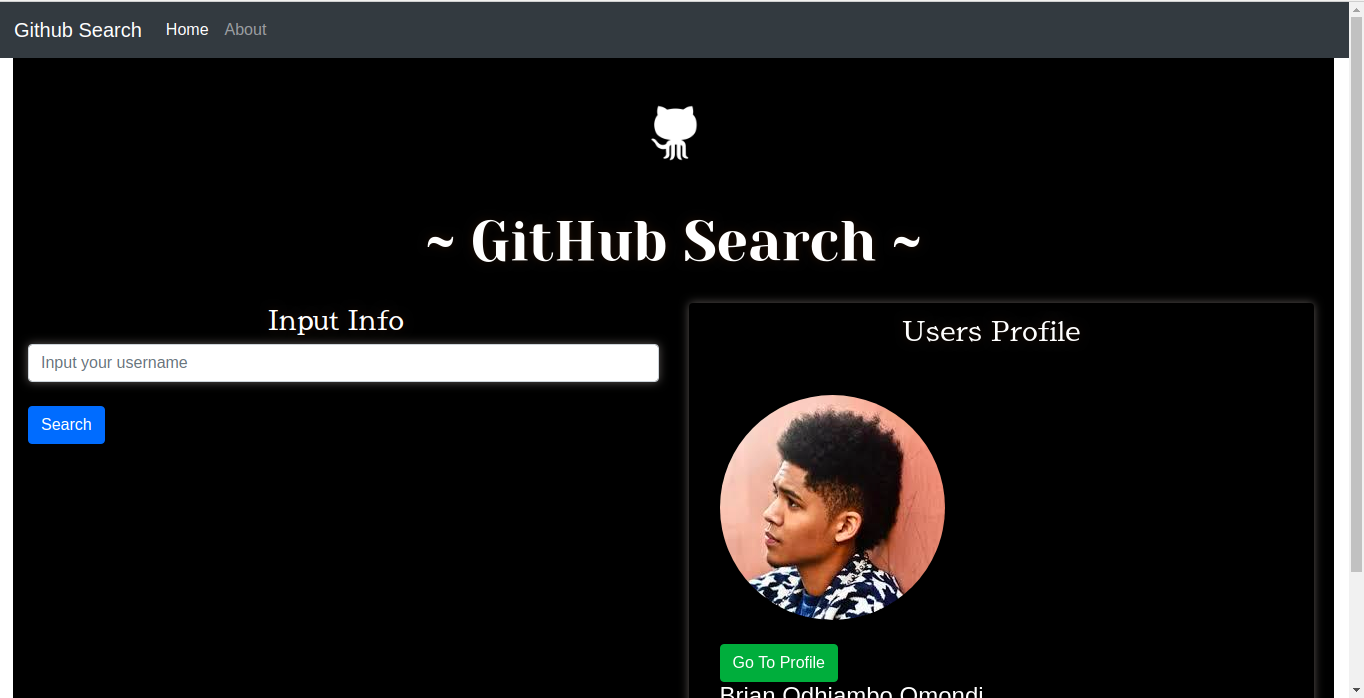 Github Search Home About
~ GitHub Search ~
Input Info
Input your username
Search
Users Profile
Go To Profile
Brian Odhiambo Omondi